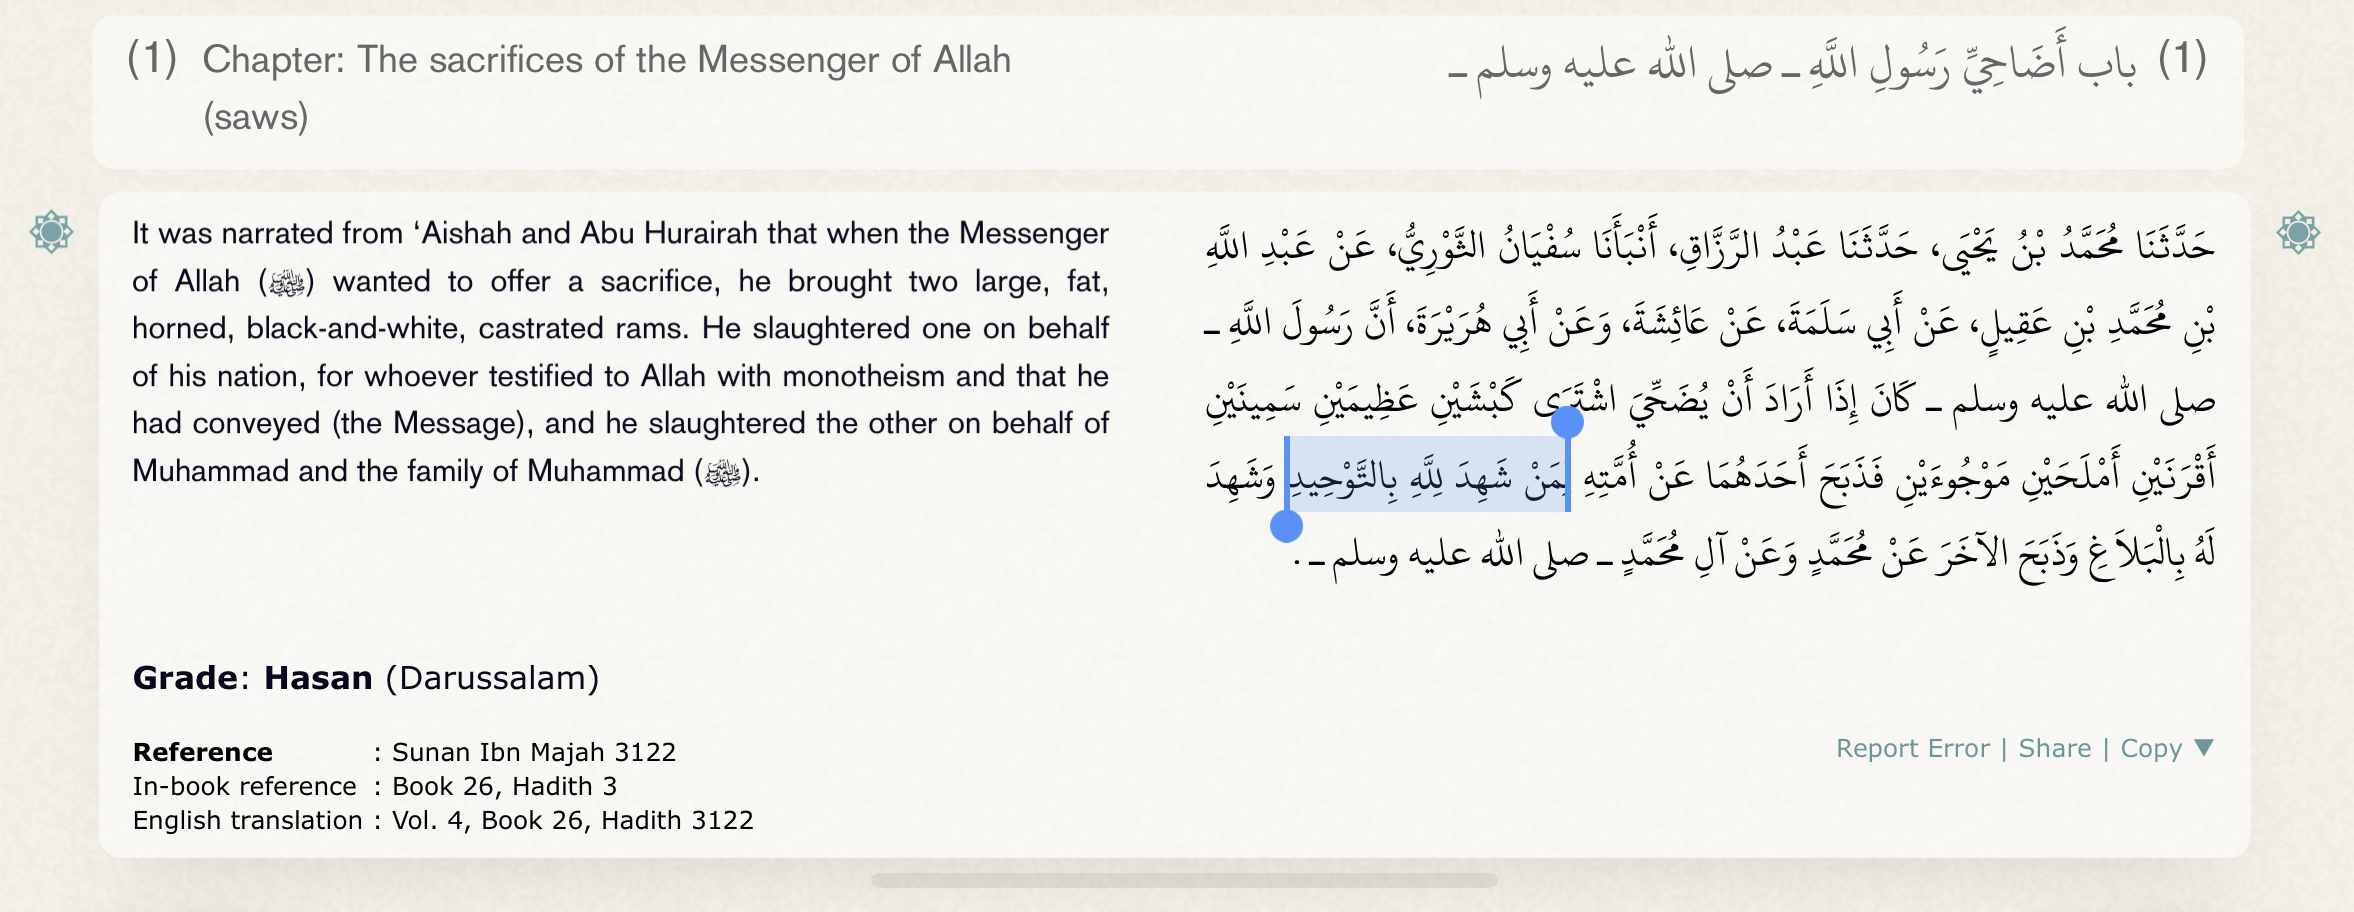 (1) Chapter: The sacrifices of the Messenger of Allah
(saws)
(1) باب أَضَاحِيِّ رَسُولِ اللَّهِ ـ صلى الله عليه وسلم ـ
It was narrated from ‘Aishah and Abu Hurairah that when the Messenger
of Allah (ﷺ) wanted to offer a sacrifice, he brought two large, fat,
horned, black-and-white, castrated rams. He slaughtered one on behalf
of his nation, for whoever testified to Allah with monotheism and that he
had conveyed (the Message), and he slaughtered the other on behalf of
Muhammad and the family of Muhammad (ﷺ).
حَدَّثَنَا مُحَمَّدُ بْنُ يَحْيَى، حَدَّثَنَا عَبْدُ الرَّزَّاقِ، أَنْبَأَنَا سُفْيَانُ الثَّوْرِيُّ، عَنْ عَبْدِ اللَّهِ
بْنِ مُحَمَّدِ بْنِ عَقِيلٍ، عَنْ أَبِي سَلَمَةَ، عَنْ عَائِشَةَ، وَعَنْ أَبِي هُرَيْرَةَ، أَنَّ رَسُولَ اللَّهِ ـ
صلى الله عليه وسلم ـ كَانَ إِذَا أَرَادَ أَنْ يُضَحِّيَ اشْتَرَى كَبْشَيْنِ عَظِيمَيْنِ سَمِينَيْنِ
أَقْرَنَيْنِ أَمْلَحَيْنِ مَوْجُوءَيْنِ فَذَبَحَ أَحَدَهُمَا عَنْ أُمَّتِهِ لِمَنْ شَهِدَ لِلَّهِ بِالتَّوْحِيدِ وَشَهِدَ
لَهُ بِالْبَلاَغِ وَذَبَحَ الآخَرَ عَنْ مُحَمَّدٍ وَعَنْ آلِ مُحَمَّدٍ ـ صلى الله عليه وسلم ـ .
Grade: Hasan (Darussalam)
Reference : Sunan Ibn Majah 3122
In-book reference : Book 26, Hadith 3
English translation : Vol. 4, Book 26, Hadith 3122
Report Error | Share | Copy ▼